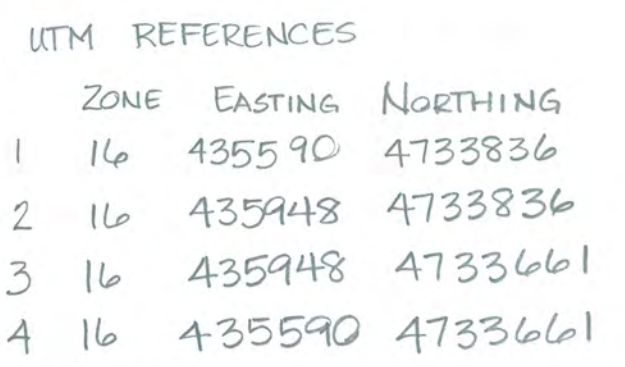 UTM REFERENCES
ZONE EASTING NORTHING
1 16 435590 4733836
2 16 435948 4733836
3 16 435948 4733661
4 16 435590 4733661